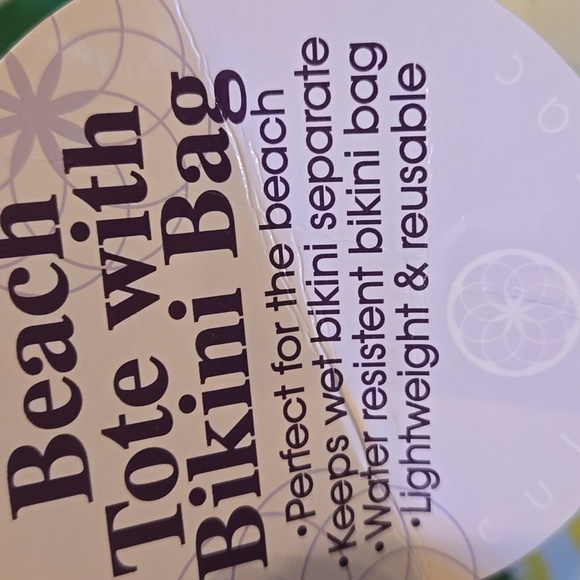 Beach
Tote with
Bikini Bag
•Perfect for the beach
•Keeps wet bikini separate
•Water resistent bikini bag
•Lightweight & reusable